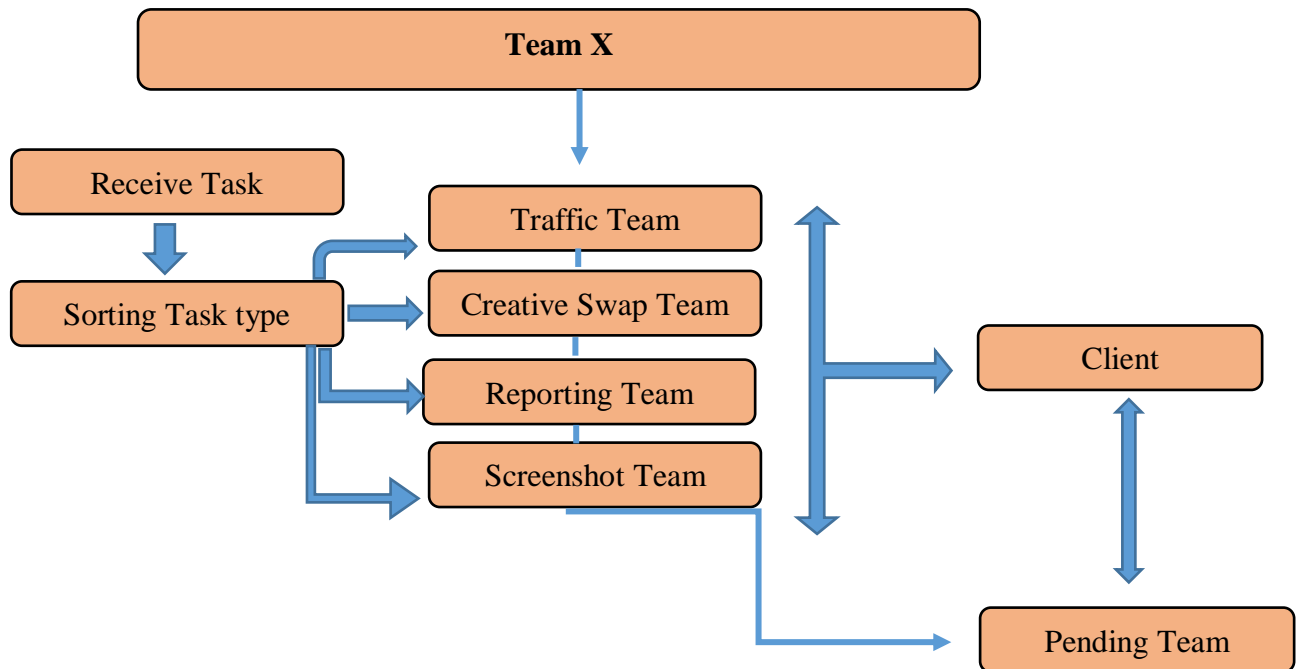 Team X
Receive Task
Traffic Team
Sorting Task type
Creative Swap Team
Client
Reporting Team
Screenshot Team
Pending Team